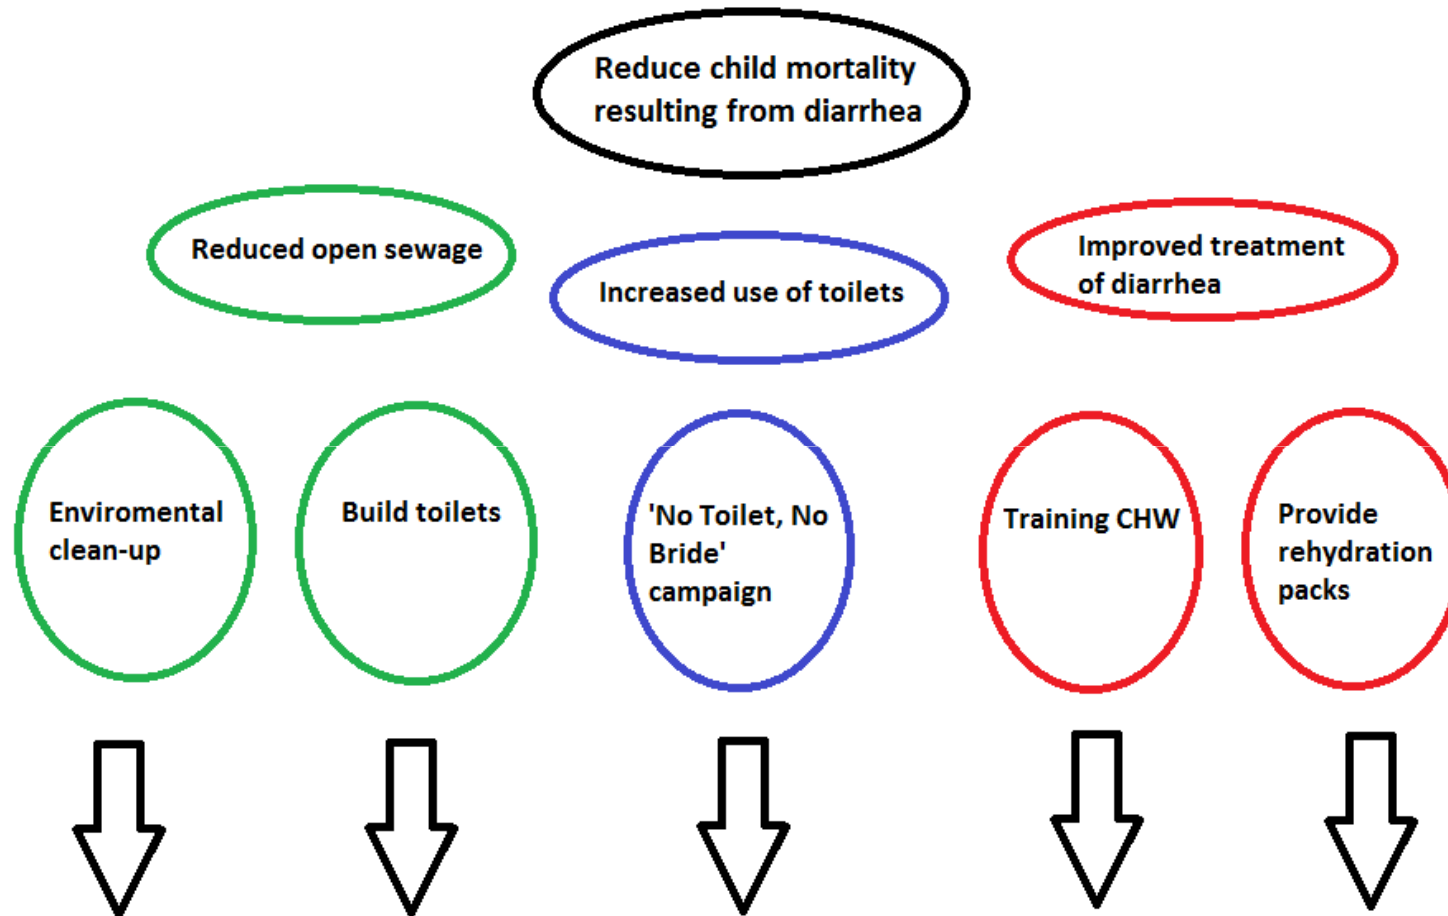 Reduce child mortality
resulting from diarrhea
Reduced open sewage
Increased use of toilets
Improved treatment
of diarrhea
Enviromental
clean-up
Build toilets
'No Toilet, No
Bride'
campaign
Training CHW
Provide
rehydration
packs